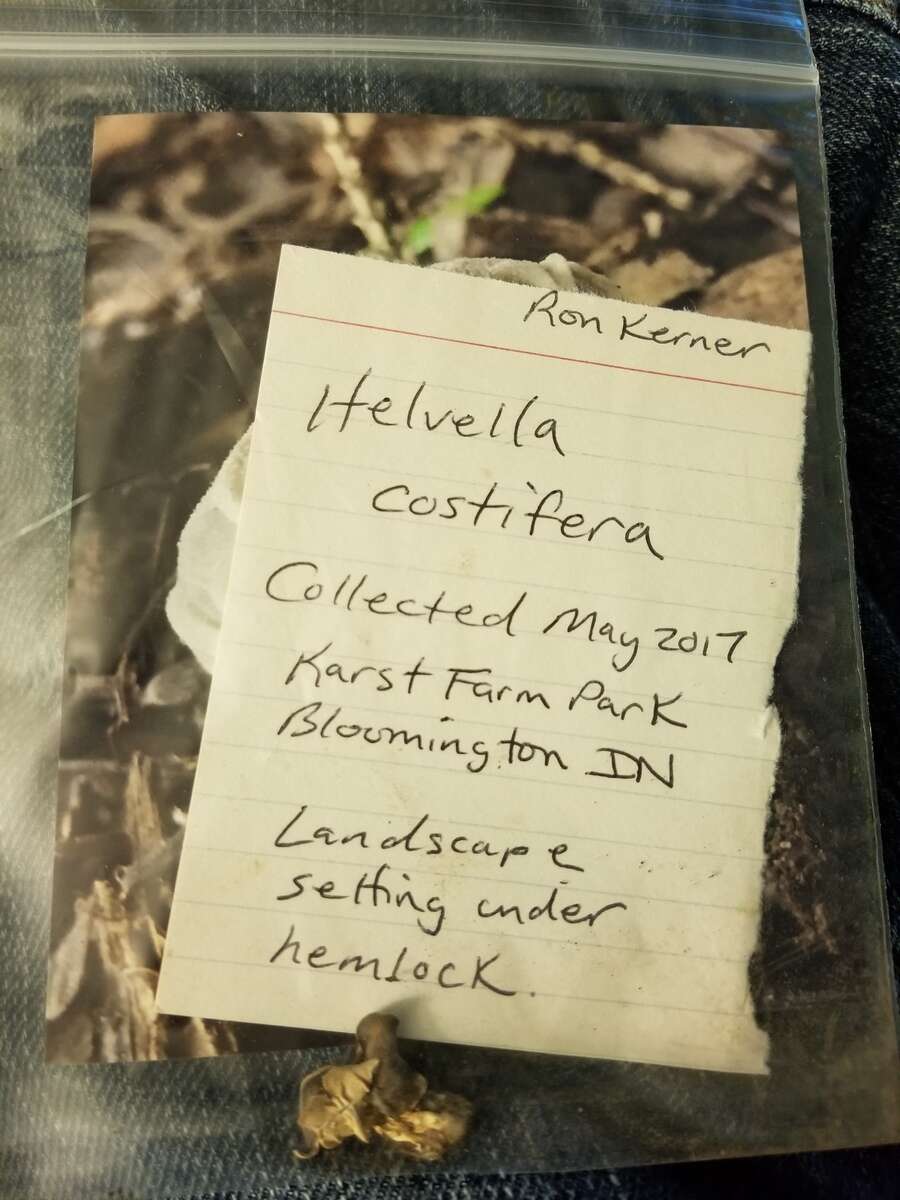 Ron Kerner
Helvella
costifera
Collected May 2017
Karst Farm Park
Bloomington IN
Landscape
setting under
hemlock.